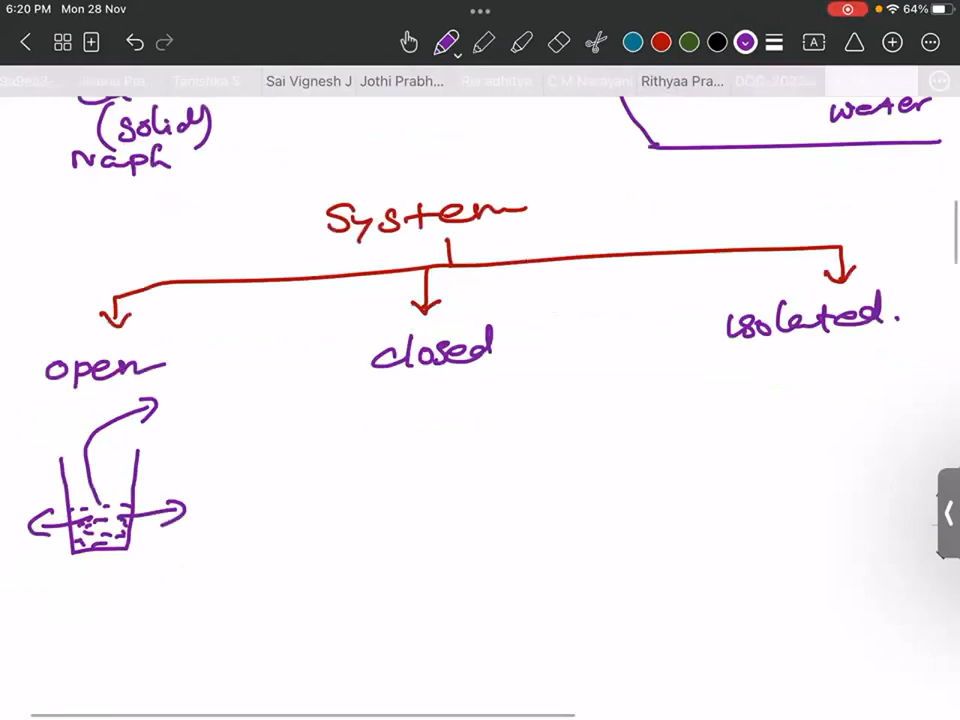 6:20 PM Mon 28 Nov
64%
A
Sai Vignesh J Jothi Prabh... Rithyaa Pra...
(solid)
Naph
water
System
open
closed
isolated.